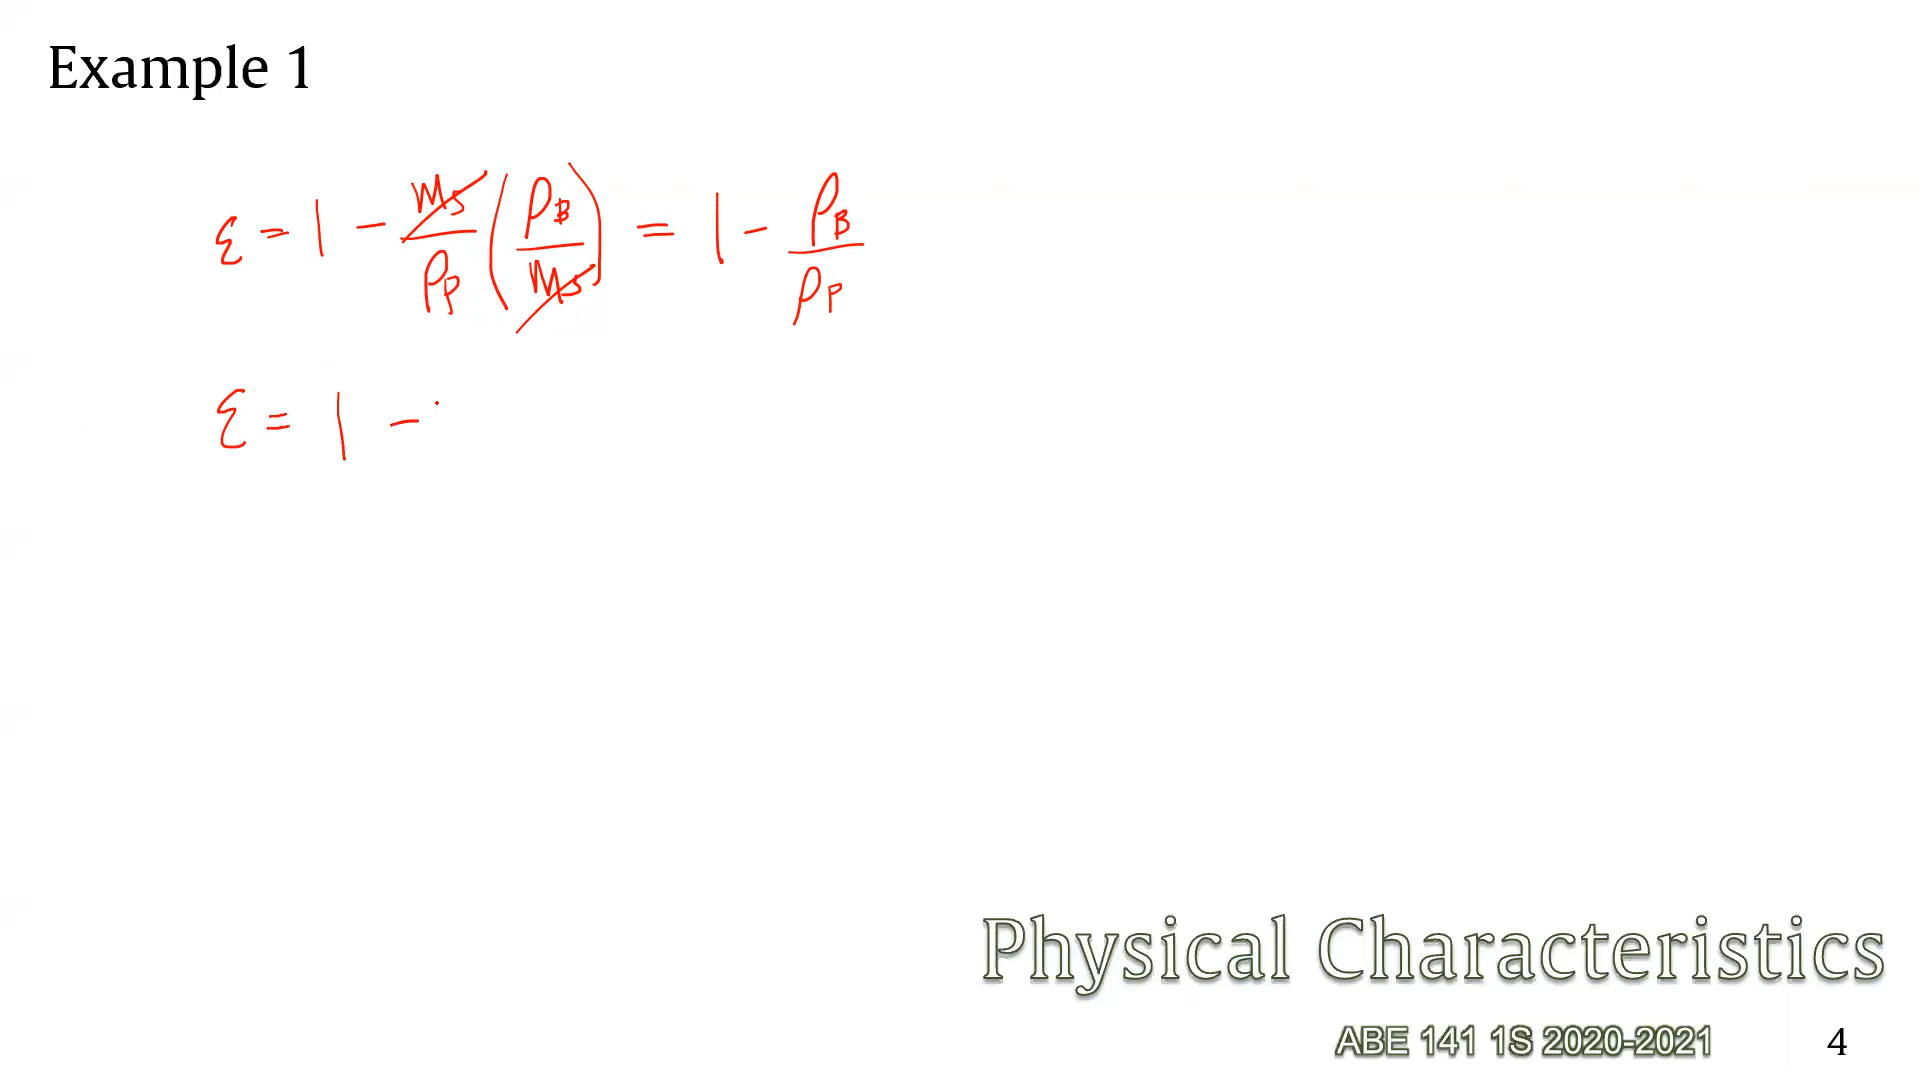 Example 1
ε = 1 - Ms/ρP (ρB/Ms) = 1 - ρB/ρP
ε = 1 -
Physical Characteristics
ABE 141 1S 2020-2021
4